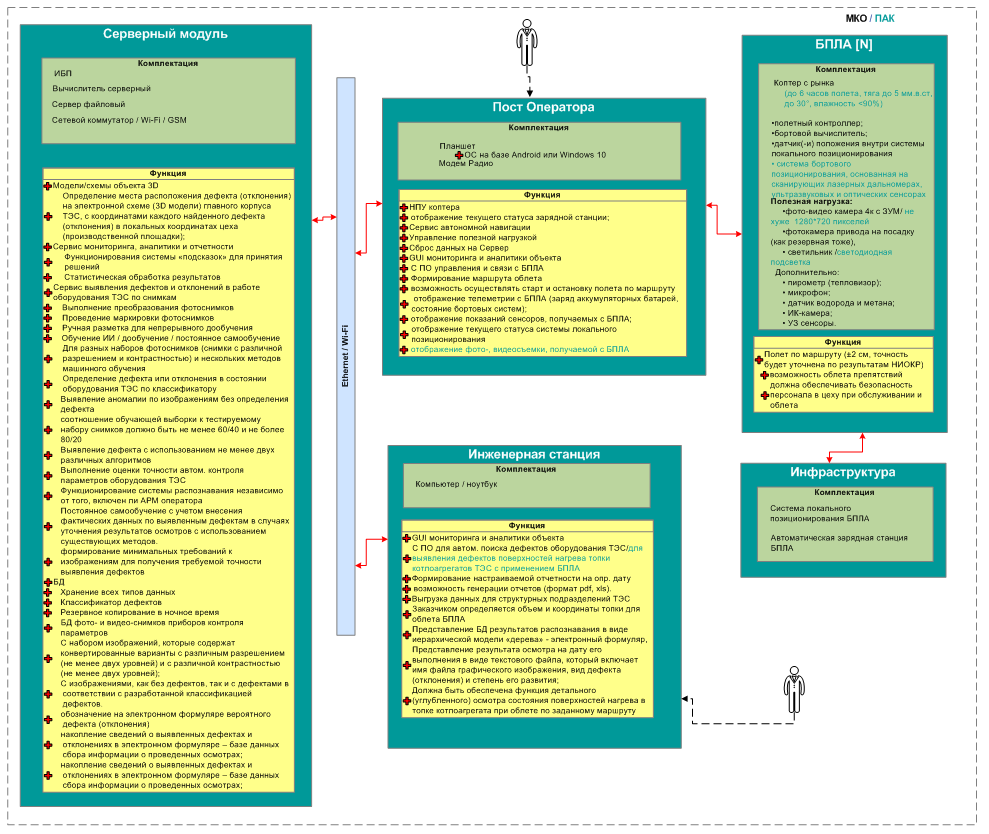 МКО / ПАК
Серверный модуль
Комплектация
ИБП
Вычислитель серверный
Сервер файловый
Сетевой коммутатор / Wi-Fi / GSM
Функция
Модели/схемы объекта 3D
Определение места расположения дефекта (отклонения)
на электронной схеме (3D модели) главного корпуса
ТЭС, с координатами каждого найденного дефекта
(отклонения) в локальных координатах цеха
(производственной площади);
Сервис мониторинга, аналитики и отчетности
Функционирования системы «подсказок» для принятия
решений
Статистическая обработка результатов
Сервис выявления дефектов и отклонений в работе
оборудования ТЭС по снимкам
Выполнение преобразования фотоснимков
Проведение маркировки фотоснимков
Ручная разметка для непрерывного дообучения
Обучение ИИ / дообучение / постоянное самообучение
Для разных наборов фотоснимков (снимки с различной
разрешением и контрастностью) и нескольких методов
машинного обучения
Определение дефекта или отклонения в состоянии
оборудования ТЭС по классификатору
Выявление аномалии по изображениям без определения
дефекта
соотношение обучающей выборки к тестируемому
набору снимков должно быть не менее 60/40 и не более
80/20
Выявление дефекта с использованием не менее двух
различных алгоритмов
Выполнение оценки точности автом. контроля
параметров оборудования ТЭС
Функционирование системы распознавания независимо
от того, включен ли АРМ оператора
Постоянное самообучение с учетом внесения
фактических данных по выявленным дефектам в случаях
уточнения результатов осмотров с использованием
существующих методов.
формирование минимальных требований к
изображениям для получения требуемой точности
выявления дефектов
БД
Хранение всех типов данных
Классификатор дефектов
Резервное копирование в ночное время
БД фото- и видео-снимков приборов контроля
параметров
С набором изображений, которые содержат
конвертированные варианты с различным разрешением
(не менее двух уровней) и с различной контрастностью
(не менее двух уровней);
С изображениями, как без дефектов, так и с дефектами в
соответствии с разработанной классификацией
дефектов.
обозначение на электронном формуляре вероятного
дефекта (отклонения)
накопление сведений о выявленных дефектах и
отклонениях в электронном формуляре – базе данных
сбора информации о проведенных осмотрах;
накопление сведений о выявленных дефектах и
отклонениях в электронном формуляре – базе данных
сбора информации о проведенных осмотрах;
Ethernet / Wi-Fi
Пост Оператора
Комплектация
Планшет
ОС на базе Android или Windows 10
Модем Радио
Функция
НПУ коптера
отображение текущего статуса зарядной станции;
Сервис автономной навигации
Управление полезной нагрузкой
Сброс данных на Сервер
GUI мониторинга и аналитики объекта
С ПО управления и связи с БПЛА
Формирование маршрута облета
возможность осуществлять старт и остановку полета по маршруту
отображение телеметрии с БПЛА (заряд аккумуляторных батарей,
состояние бортовых систем);
отображение показаний сенсоров, получаемых с БПЛА;
отображение текущего статуса системы локального
позиционирования
отображение фото-, видеосъемки, получаемой с БПЛА
Инженерная станция
Комплектация
Компьютер / ноутбук
Функция
GUI мониторинга и аналитики объекта
С ПО для автом. поиска дефектов оборудования ТЭС/для
выявления дефектов поверхностей нагрева топки
котлоагрегатов ТЭС с применением БПЛА
Формирование настраиваемой отчетности на опр. дату
возможность генерации отчетов (формат pdf, xls).
Выгрузка данных для структурных подразделений ТЭС
Заказчиком определяется объем и координаты топки для
облета БПЛА
Представление БД результатов распознавания в виде
иерархической модели «дерева» - электронный формуляр,
Представление результата осмотра на дату его
выполнения в виде текстового файла, который включает
имя файла графического изображения, вид дефекта
(отклонения) и степень его развития;
Должна быть обеспечена функция детального
(углубленного) осмотра состояния поверхностей нагрева в
топке котлоагрегата при облете по заданному маршруту
БПЛА [N]
Комплектация
Коптер с рынка
(до 6 часов полета, тяга до 5 мм.в.ст,
до 30°, влажность <90%)
•полетный контроллер;
•бортовой вычислитель;
•датчик(-и) положения внутри системы
локального позиционирования
• система бортового
позиционирования, основанная на
сканирующих лазерных дальномерах,
ультразвуковых и оптических сенсорах
Полезная нагрузка:
•фото-видео камера 4к с ЗУМ/ не
хуже 1280*720 пикселей
•фотокамера привода на посадку
(как резервная тоже),
• светильник /светодиодная
подсветка
Дополнительно:
• пирометр (тепловизор);
• микрофон;
• датчик водорода и метана;
• ИК-камера;
• УЗ сенсоры.
Функция
Полет по маршруту (±2 см, точность
будет уточнена по результатам НИОКР)
возможность облета препятствий
должна обеспечивать безопасность
персонала в цеху при обслуживании и
облета
Инфраструктура
Комплектация
Система локального
позиционирования БПЛА
Автоматическая зарядная станция
БПЛА